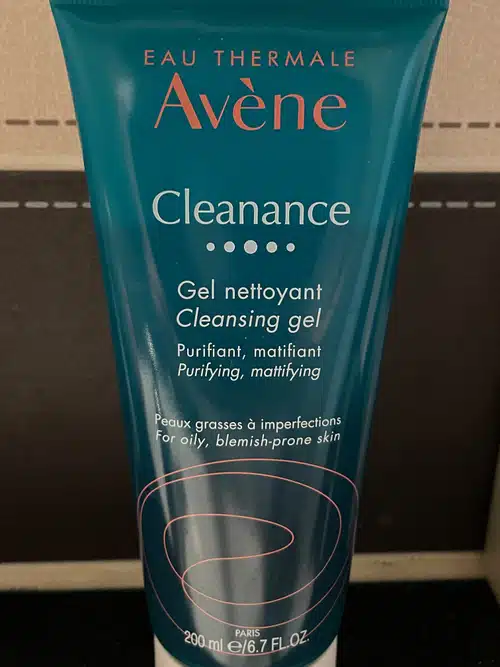 EAU THERMALE
Avène
Cleanance
Gel nettoyant
Cleansing gel
Purifiant, matifiant
Purifying, mattifying
Peaux grasses à imperfections
For oily, blemish-prone skin
PARIS
200 ml ℮/6.7 FL.OZ.